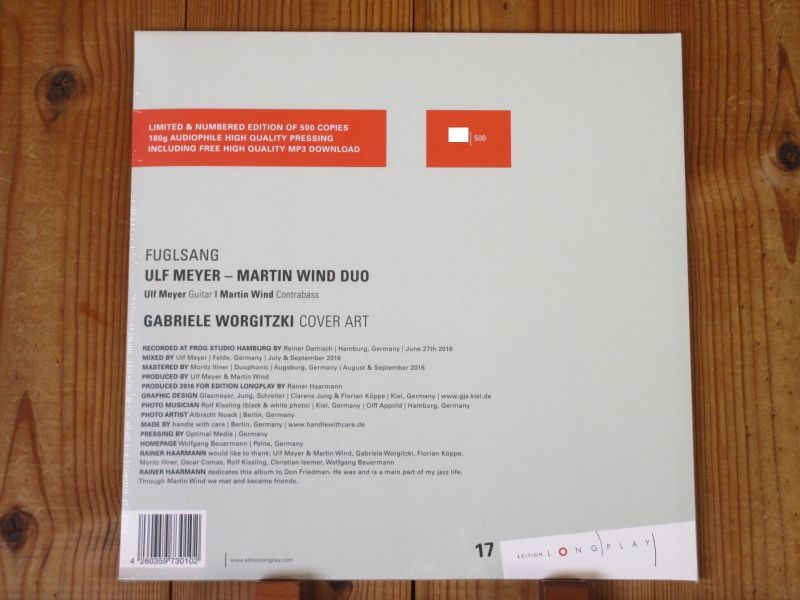 LIMITED & NUMBERED EDITION OF 500 COPIES
180g AUDIOPHILE HIGH QUALITY PRESSING
INCLUDING FREE HIGH QUALITY MP3 DOWNLOAD
| 500
FUGLSANG
ULF MEYER – MARTIN WIND DUO
Ulf Meyer Guitar | Martin Wind Contrabass
GABRIELE WORGITZKI COVER ART
RECORDED AT FROG STUDIO HAMBURG BY Reiner Damisch | Hamburg, Germany | June 27th 2016
MIXED BY Ulf Meyer | Felde, Germany | July & September 2016
MASTERED BY Moritz Illner | Duophonic | Augsburg, Germany | August & September 2016
PRODUCED BY Ulf Meyer & Martin Wind
PRODUCED 2016 FOR EDITION LONGPLAY BY Rainer Haarmann
GRAPHIC DESIGN Glasmeyer, Jung, Schreiter | Clarens Jung & Florian Köppe | Kiel, Germany | www.gjs-kiel.de
PHOTO MUSICIAN Rolf Kissling (black & white photo) | Kiel, Germany | Olff Appold | Hamburg, Germany
PHOTO ARTIST Albrecht Noack | Berlin, Germany
MADE BY handle with care | Berlin, Germany | www.handlewithcare.de
PRESSING BY Optimal Media | Germany
HOMEPAGE Wolfgang Beuermann | Peine, Germany
RAINER HAARMANN would like to thank: Ulf Meyer & Martin Wind, Gabriele Worgitzki, Florian Köppe,
Moritz Illner, Oscar Comas, Rolf Kissling, Christian Isemer, Wolfgang Beuermann
RAINER HAARMANN dedicates this album to Don Friedman. He was and is a main part of my jazz life.
Through Martin Wind we met and became friends.
4 260359 730102
www.editionlongplay.com
17
EDITION LONGPLAY